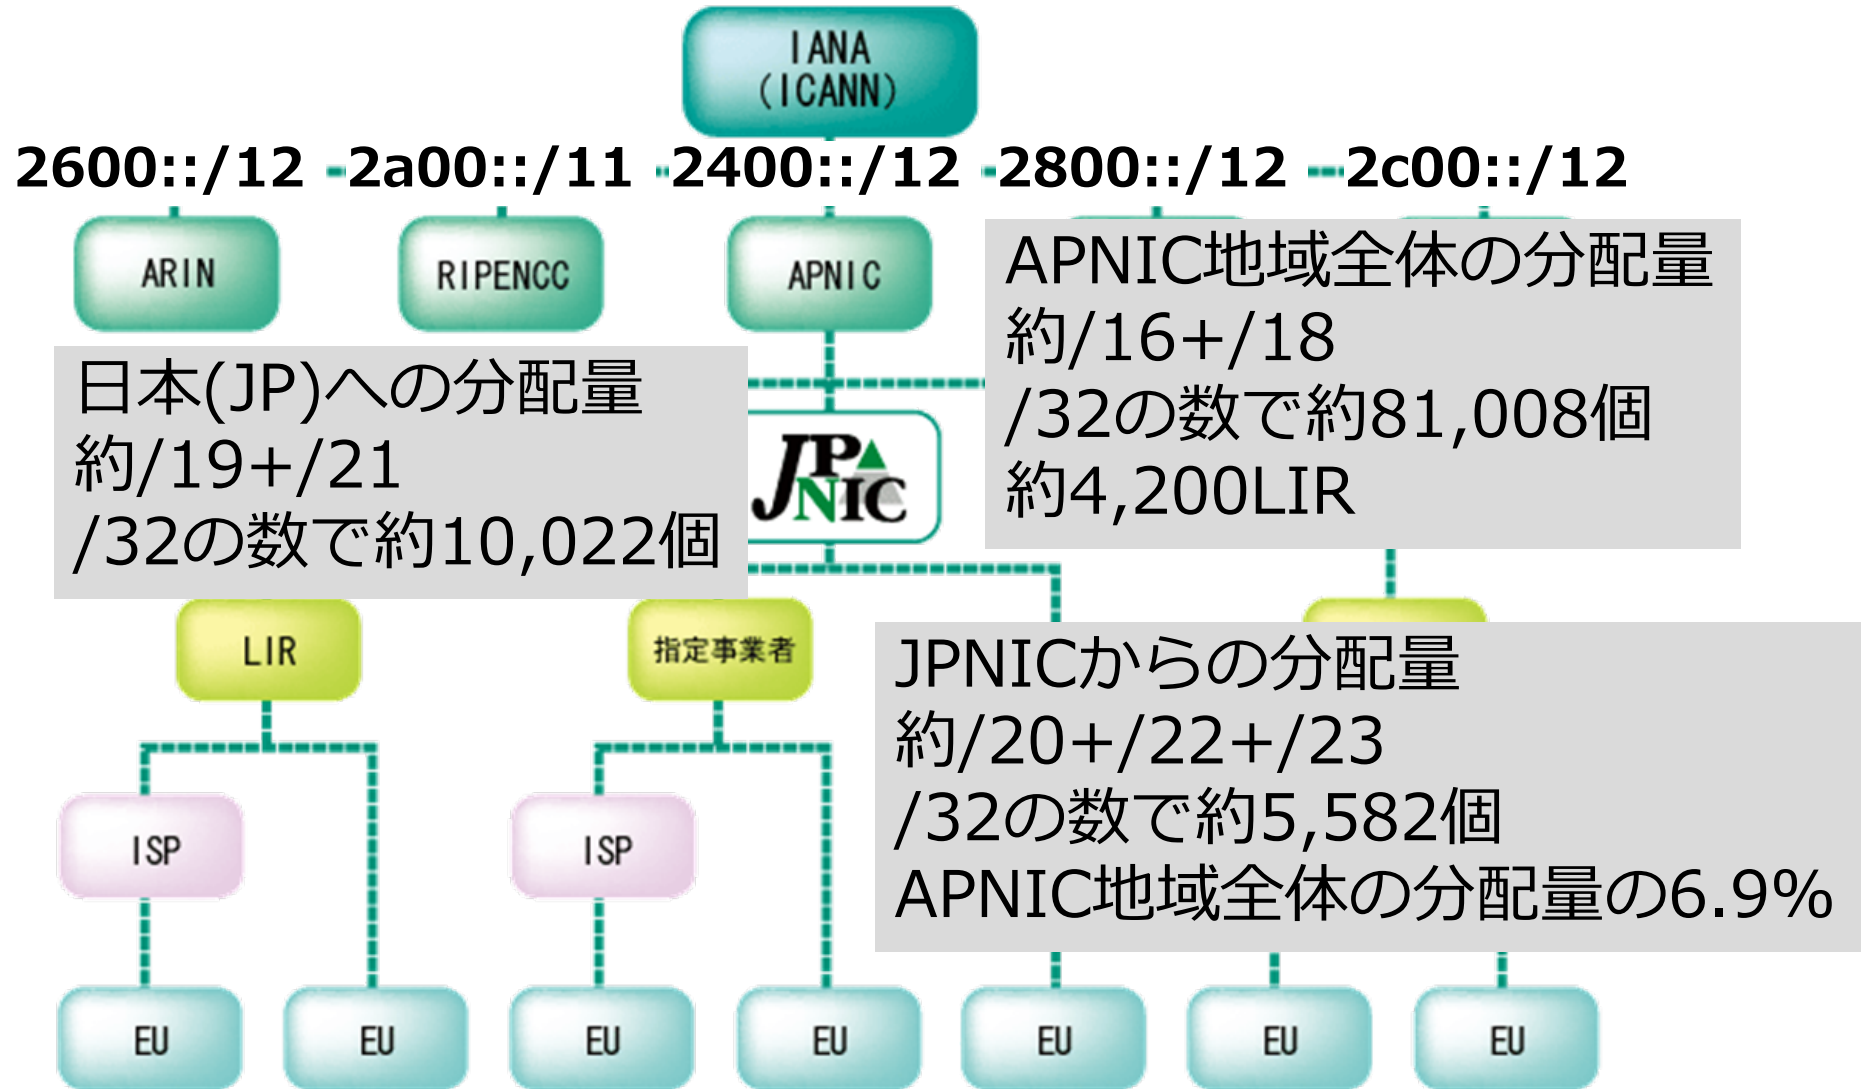 IANA
(ICANN)
2600::/12
2a00::/11
2400::/12
2800::/12
2c00::/12
ARIN
RIPENCC
APNIC
APNIC地域全体の分配量
約/16+/18
/32の数で約81,008個
約4,200LIR
日本(JP)への分配量
約/19+/21
/32の数で約10,022個
JPNIC
LIR
指定事業者
JPNICからの分配量
約/20+/22+/23
/32の数で約5,582個
APNIC地域全体の分配量の6.9%
ISP
ISP
EU
EU
EU
EU
EU
EU
EU